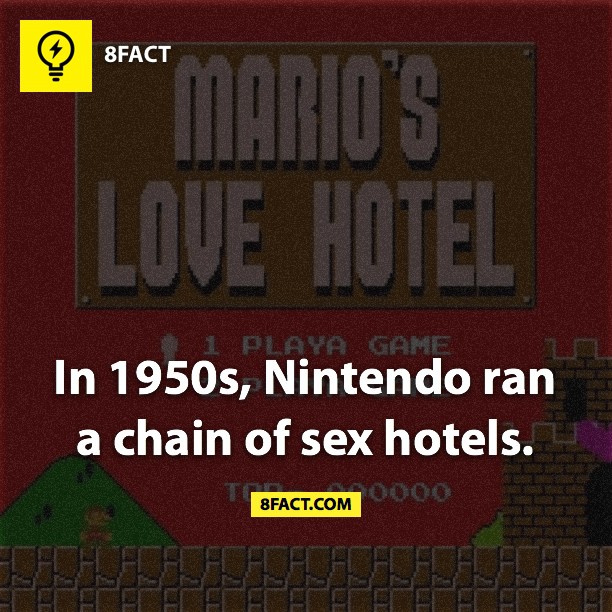 8FACT
MARIO'S
LOVE HOTEL
1 PLAYA GAME
In 1950s, Nintendo ran
a chain of sex hotels.
TOP- 000000
8FACT.COM